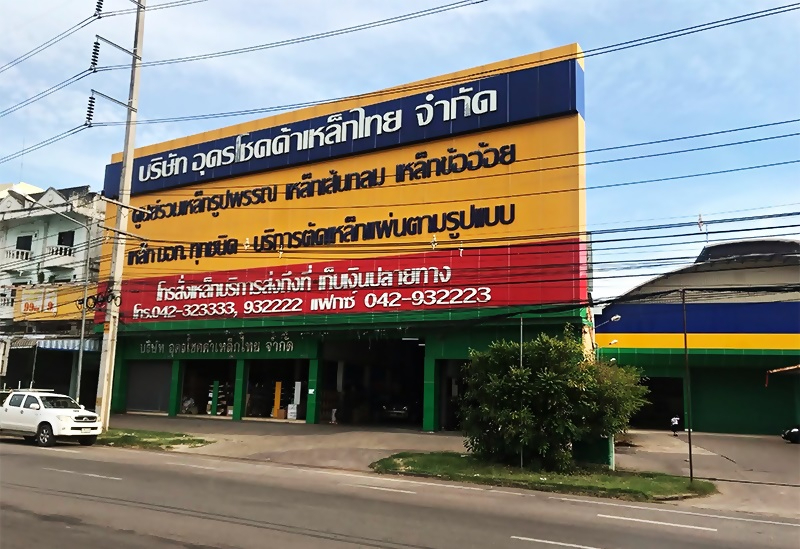 บริษัท อุดรโชคค้าเหล็กไทย จำกัด
ศูนย์รวมเหล็กรูปพรรณ เหล็กเส้นกลม เหล็กข้ออ้อย
เหล็ก มอก. ทุกชนิด บริการตัดเหล็กแผ่นตามรูปแบบ
โทรสั่งเหล็กบริการส่งถึงที่ เก็บเงินปลายทาง
โทร.042-323333, 932222 แฟกซ์ 042-932223
บริษัท อุดรโชคค้าเหล็กไทย จำกัด